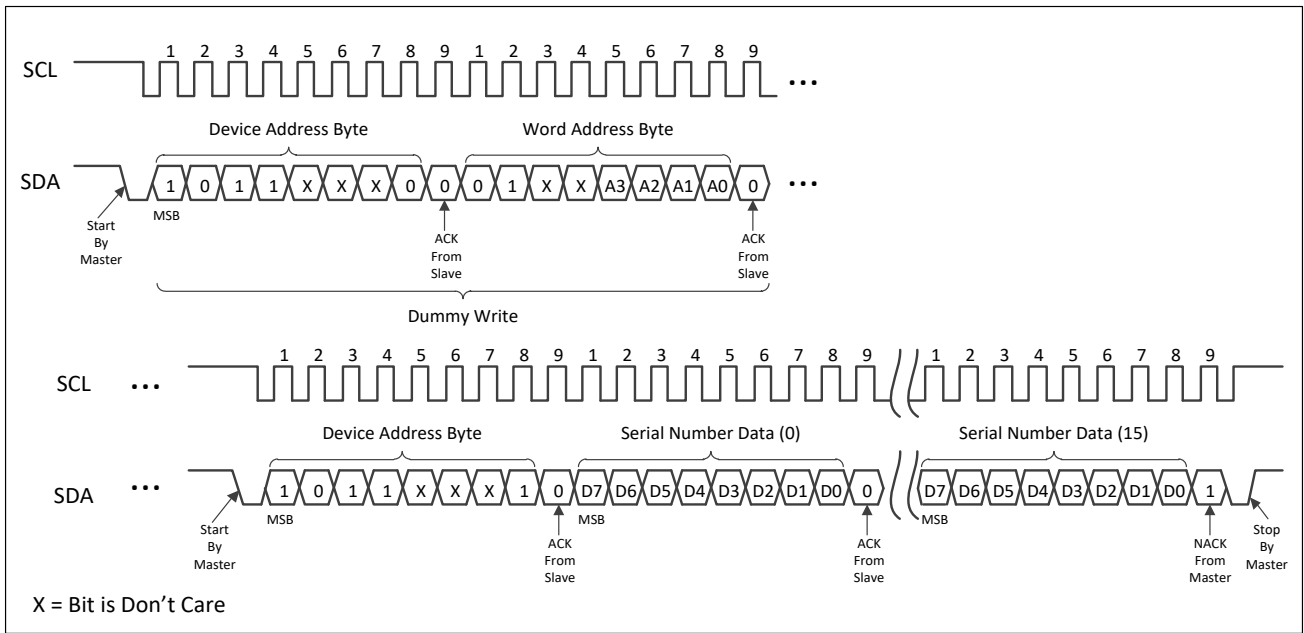 1 2 3 4 5 6 7 8 9 1 2 3 4 5 6 7 8 9
SCL ...
Device Address Byte Word Address Byte
SDA 1 0 1 1 X X X 0 0 0 1 X X A3 A2 A1 A0 0 ...
MSB
Start
By
Master
ACK
From
Slave
ACK
From
Slave
Dummy Write
1 2 3 4 5 6 7 8 9 1 2 3 4 5 6 7 8 9 1 2 3 4 5 6 7 8 9
SCL ...
Device Address Byte Serial Number Data (0) Serial Number Data (15)
SDA ... 1 0 1 1 X X X 1 0 D7 D6 D5 D4 D3 D2 D1 D0 0 D7 D6 D5 D4 D3 D2 D1 D0 1
MSB MSB MSB
Start
By
Master
ACK
From
Slave
ACK
From
Slave
NACK
From
Master
Stop
By
Master
X = Bit is Don't Care